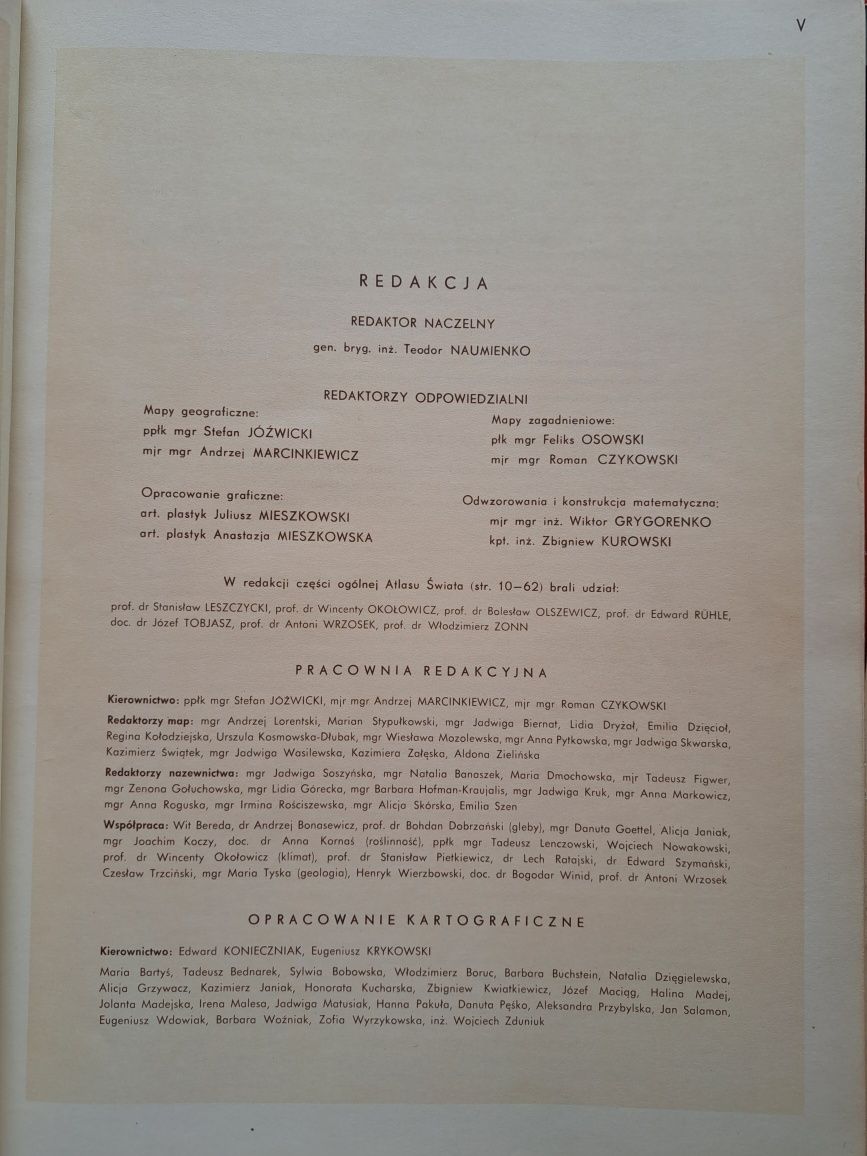 V
REDAKCJA
REDAKTOR NACZELNY
gen. bryg. inż. Teodor NAUMIENKO
REDAKTORZY ODPOWIEDZIALNI
Mapy geograficzne:
ppłk mgr Stefan JÓŹWICKI
mjr mgr Andrzej MARCINKIEWICZ
Mapy zagadnieniowe:
płk mgr Feliks OSOWSKI
mjr mgr Roman CZYKOWSKI
Opracowanie graficzne:
art. plastyk Juliusz MIESZKOWSKI
art. plastyk Anastazja MIESZKOWSKA
Odwzorowania i konstrukcja matematyczna:
mjr mgr inż. Wiktor GRYGORENKO
kpt. inż. Zbigniew KUROWSKI
W redakcji części ogólnej Atlasu Świata (str. 10—62) brali udział:
prof. dr Stanisław LESZCZYCKI, prof. dr Wincenty OKOŁOWICZ, prof. dr Bolesław OLSZEWICZ, prof. dr Edward RÜHLE,
doc. dr Józef TOBJASZ, prof. dr Antoni WRZOSEK, prof. dr Włodzimierz ZONN
PRACOWNIA REDAKCYJNA
Kierownictwo: ppłk mgr Stefan JÓŹWICKI, mjr mgr Andrzej MARCINKIEWICZ, mjr mgr Roman CZYKOWSKI
Redaktorzy map: mgr Andrzej Lorentski, Marian Stypułkowski, mgr Jadwiga Biernat, Lidia Dryżał, Emilia Dzięcioł,
Regina Kołodziejska, Urszula Kosmowska-Dłubak, mgr Wiesława Mozolewska, mgr Anna Pytkowska, mgr Jadwiga Skwarska,
Kazimierz Świątek, mgr Jadwiga Wasilewska, Kazimiera Załęska, Aldona Zielińska
Redaktorzy nazewnictwa: mgr Jadwiga Soszyńska, mgr Natalia Banaszek, Maria Dmochowska, mjr Tadeusz Figwer,
mgr Zenona Gołuchowska, mgr Lidia Górecka, mgr Barbara Hofman-Kraujalis, mgr Jadwiga Kruk, mgr Anna Markowicz,
mgr Anna Roguska, mgr Irmina Rościszewska, mgr Alicja Skórska, Emilia Szen
Współpraca: Wit Bereda, dr Andrzej Bonasewicz, prof. dr Bohdan Dobrzański (gleby), mgr Danuta Goettel, Alicja Janiak,
mgr Joachim Koczy, doc. dr Anna Kornaś (roślinność), ppłk mgr Tadeusz Lenczowski, Wojciech Nowakowski,
prof. dr Wincenty Okołowicz (klimat), prof. dr Stanisław Pietkiewicz, dr Lech Ratajski, dr Edward Szymański,
Czesław Trzciński, mgr Maria Tyska (geologia), Henryk Wierzbowski, doc. dr Bogodar Winid, prof. dr Antoni Wrzosek
OPRACOWANIE KARTOGRAFICZNE
Kierownictwo: Edward KONIECZNIAK, Eugeniusz KRYKOWSKI
Maria Bartyś, Tadeusz Bednarek, Sylwia Bobowska, Włodzimierz Boruc, Barbara Buchstein, Natalia Dzięgielewska,
Alicja Grzywacz, Kazimierz Janiak, Honorata Kucharska, Zbigniew Kwiatkiewicz, Józef Maciąg, Halina Madej,
Jolanta Madejska, Irena Malesa, Jadwiga Matusiak, Hanna Pakuła, Danuta Pęśko, Aleksandra Przybylska, Jan Salamon,
Eugeniusz Wdowiak, Barbara Woźniak, Zofia Wyrzykowska, inż. Wojciech Zduniuk